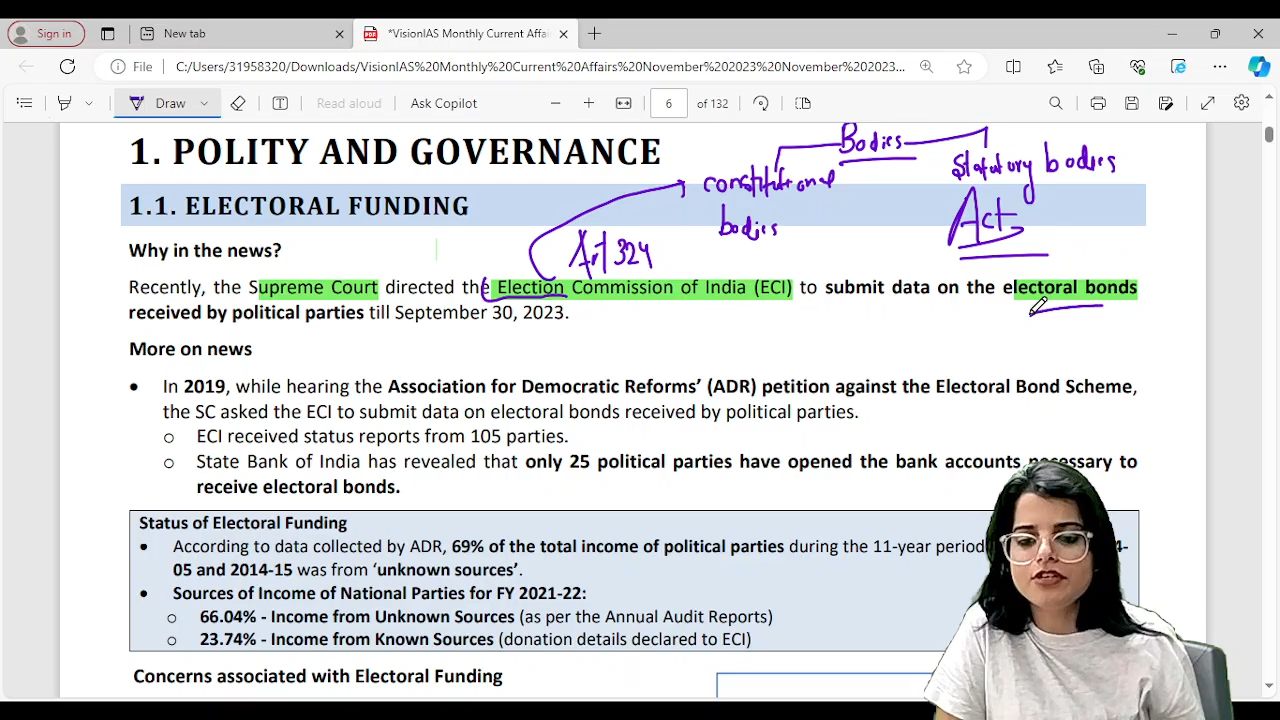 Sign in
New tab
*VisionIAS Monthly Current Affai
File
C:/Users/31958320/Downloads/VisionIAS%20Monthly%20Current%20Affairs%20November%202023%20November%202023...
Draw
Read aloud
Ask Copilot
6
of 132
1. POLITY AND GOVERNANCE
Bodies
constitutional bodies
Statutory bodies
Act
1.1. ELECTORAL FUNDING
Why in the news?
Art 324
Recently, the Supreme Court directed the Election Commission of India (ECI) to submit data on the electoral bonds
received by political parties till September 30, 2023.
More on news
• In 2019, while hearing the Association for Democratic Reforms’ (ADR) petition against the Electoral Bond Scheme,
the SC asked the ECI to submit data on electoral bonds received by political parties.
o ECI received status reports from 105 parties.
o State Bank of India has revealed that only 25 political parties have opened the bank accounts necessary to
receive electoral bonds.
Status of Electoral Funding
• According to data collected by ADR, 69% of the total income of political parties during the 11-year period 4-
05 and 2014-15 was from ‘unknown sources’.
• Sources of Income of National Parties for FY 2021-22:
o 66.04% - Income from Unknown Sources (as per the Annual Audit Reports)
o 23.74% - Income from Known Sources (donation details declared to ECI)
Concerns associated with Electoral Funding